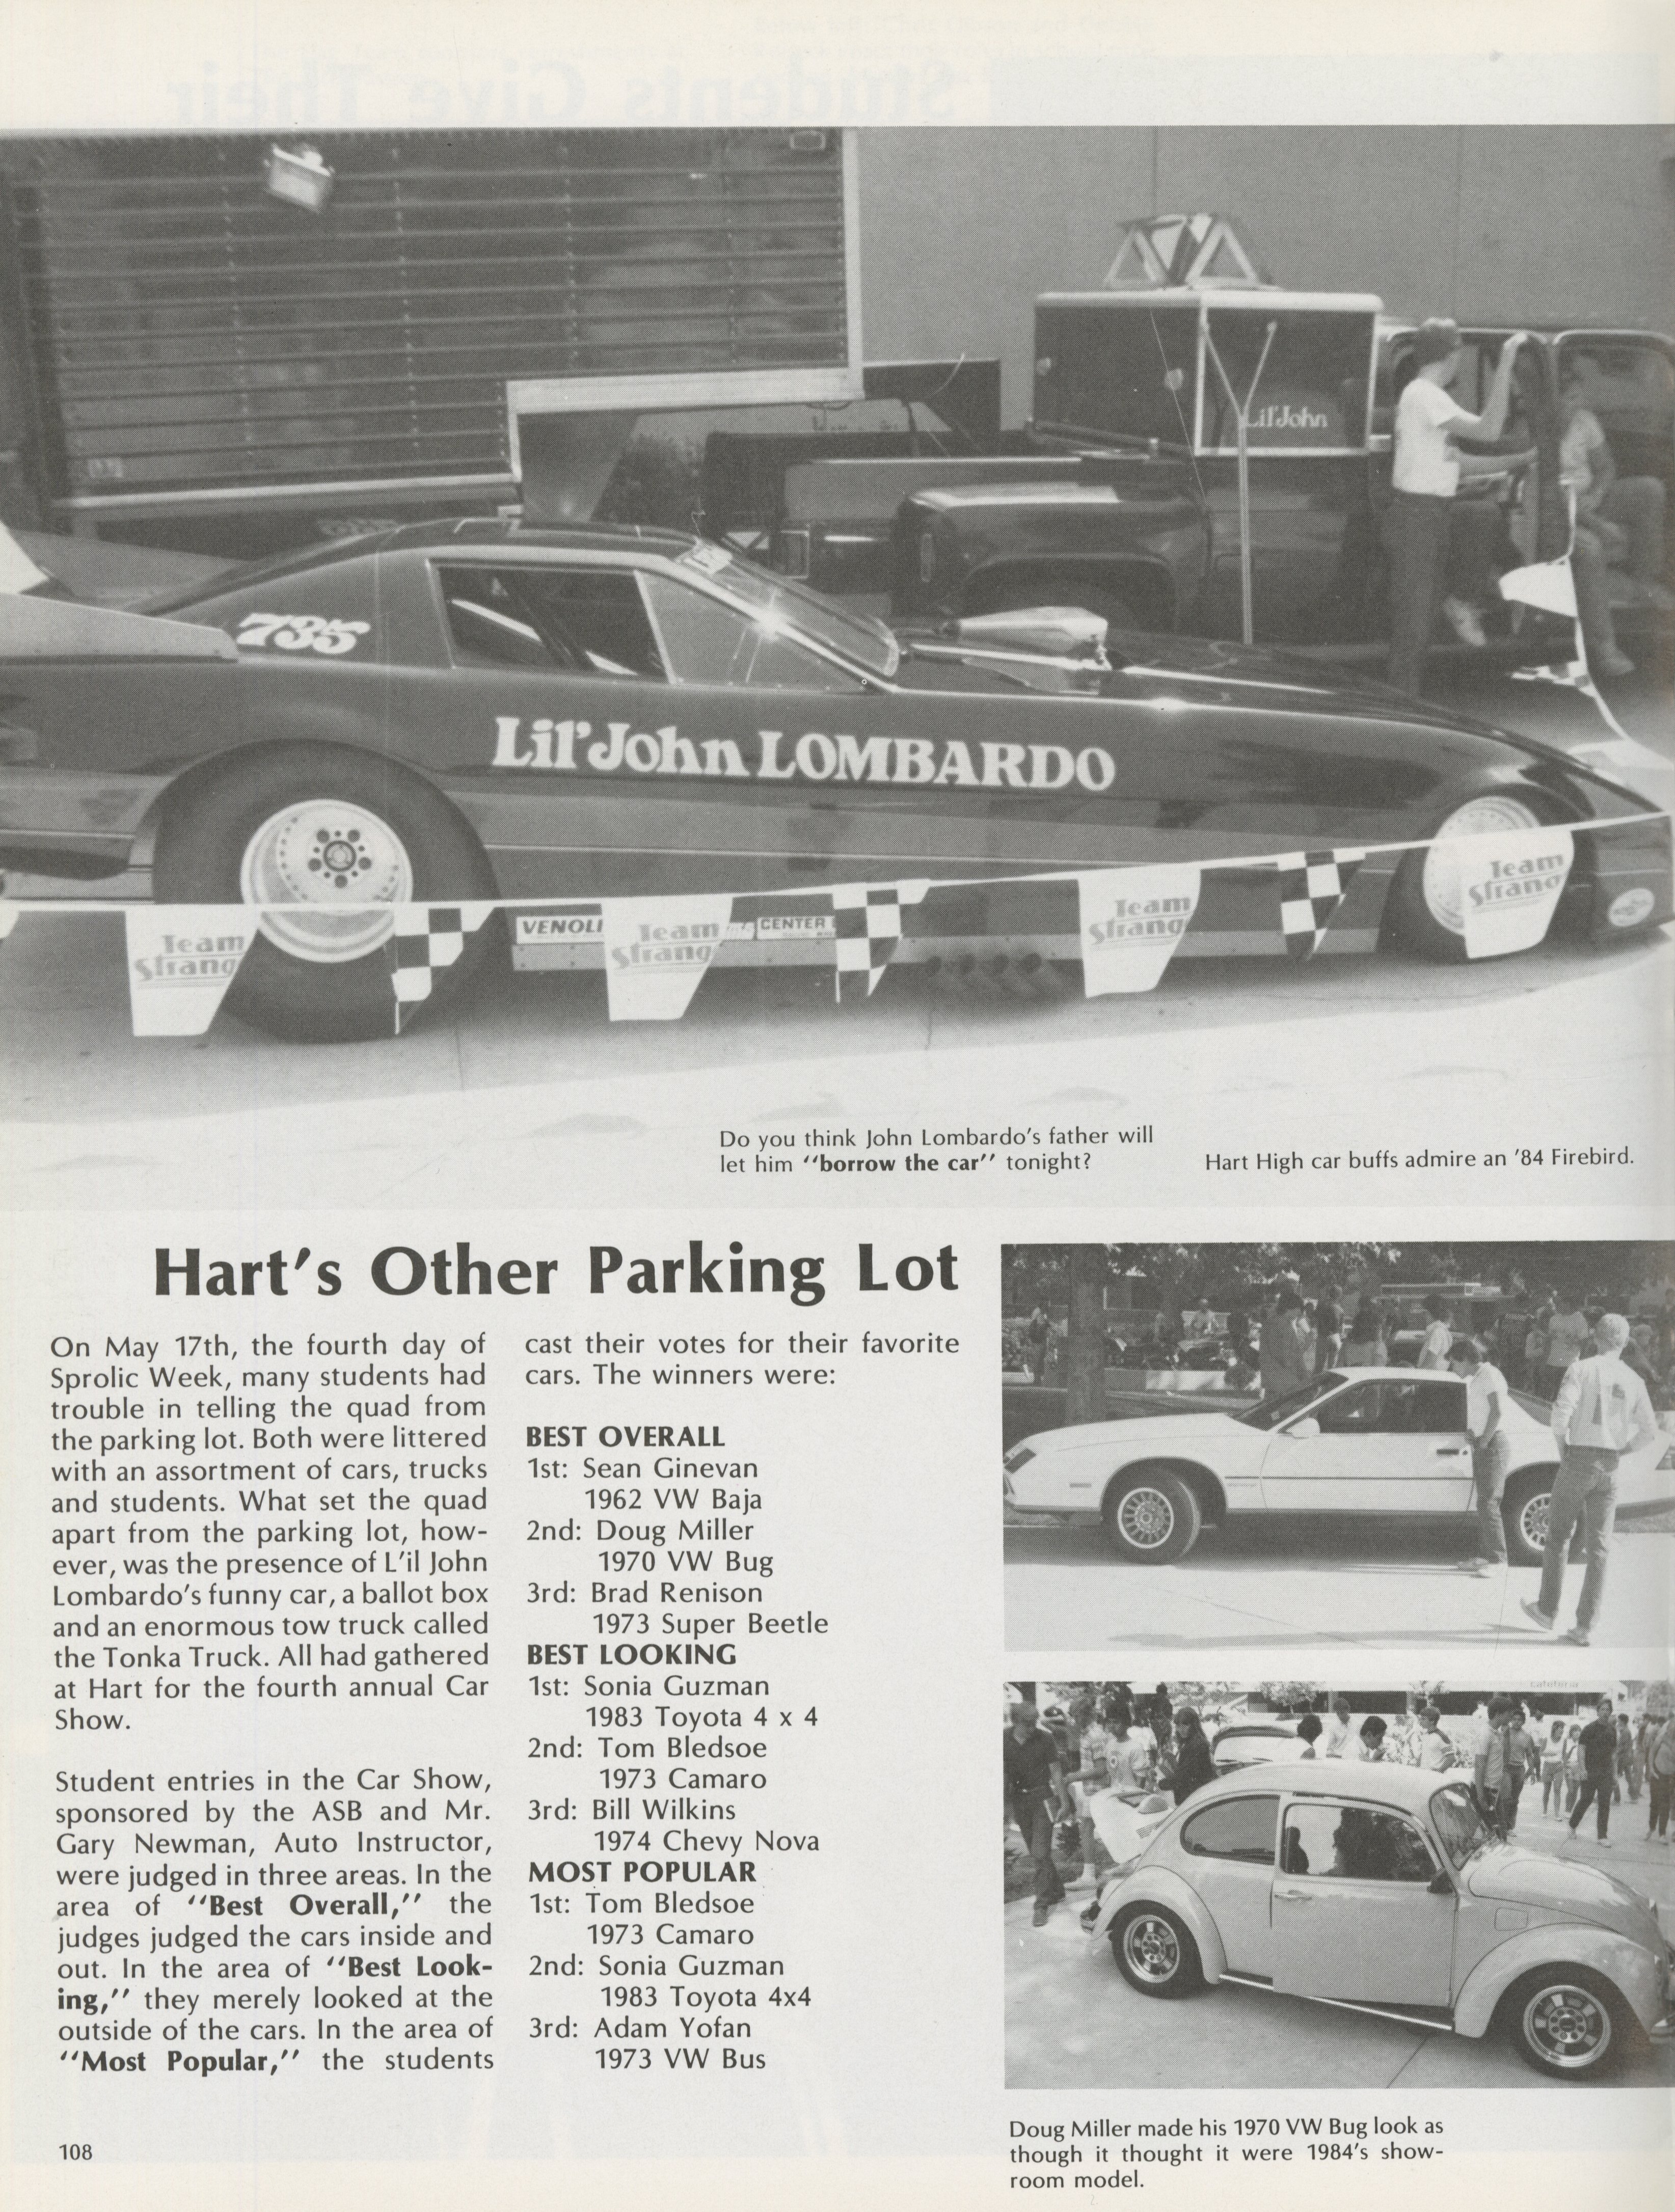 Lil'John
735
Lil'John LOMBARDO
Team
Strang
VENOLI
Team
Strang
CENTER
Team
Strang
Team
Strang
Do you think John Lombardo's father will
let him "borrow the car" tonight?
Hart High car buffs admire an '84 Firebird.
Hart's Other Parking Lot
On May 17th, the fourth day of
Sprolic Week, many students had
trouble in telling the quad from
the parking lot. Both were littered
with an assortment of cars, trucks
and students. What set the quad
apart from the parking lot, how-
ever, was the presence of L'il John
Lombardo's funny car, a ballot box
and an enormous tow truck called
the Tonka Truck. All had gathered
at Hart for the fourth annual Car
Show.
Student entries in the Car Show,
sponsored by the ASB and Mr.
Gary Newman, Auto Instructor,
were judged in three areas. In the
area of "Best Overall," the
judges judged the cars inside and
out. In the area of "Best Look-
ing," they merely looked at the
outside of the cars. In the area of
"Most Popular," the students
cast their votes for their favorite
cars. The winners were:
BEST OVERALL
1st: Sean Ginevan
1962 VW Baja
2nd: Doug Miller
1970 VW Bug
3rd: Brad Renison
1973 Super Beetle
BEST LOOKING
1st: Sonia Guzman
1983 Toyota 4 x 4
2nd: Tom Bledsoe
1973 Camaro
3rd: Bill Wilkins
1974 Chevy Nova
MOST POPULAR
1st: Tom Bledsoe
1973 Camaro
2nd: Sonia Guzman
1983 Toyota 4x4
3rd: Adam Yofan
1973 VW Bus
cafeteria
Doug Miller made his 1970 VW Bug look as
though it thought it were 1984's show-
room model.
108